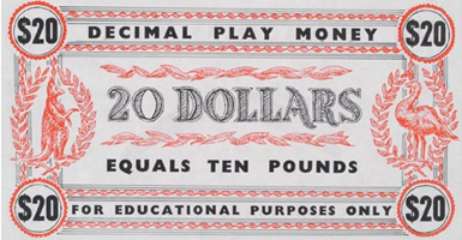 $20 DECIMAL PLAY MONEY $20
20 DOLLARS
EQUALS TEN POUNDS
$20 FOR EDUCATIONAL PURPOSES ONLY $20